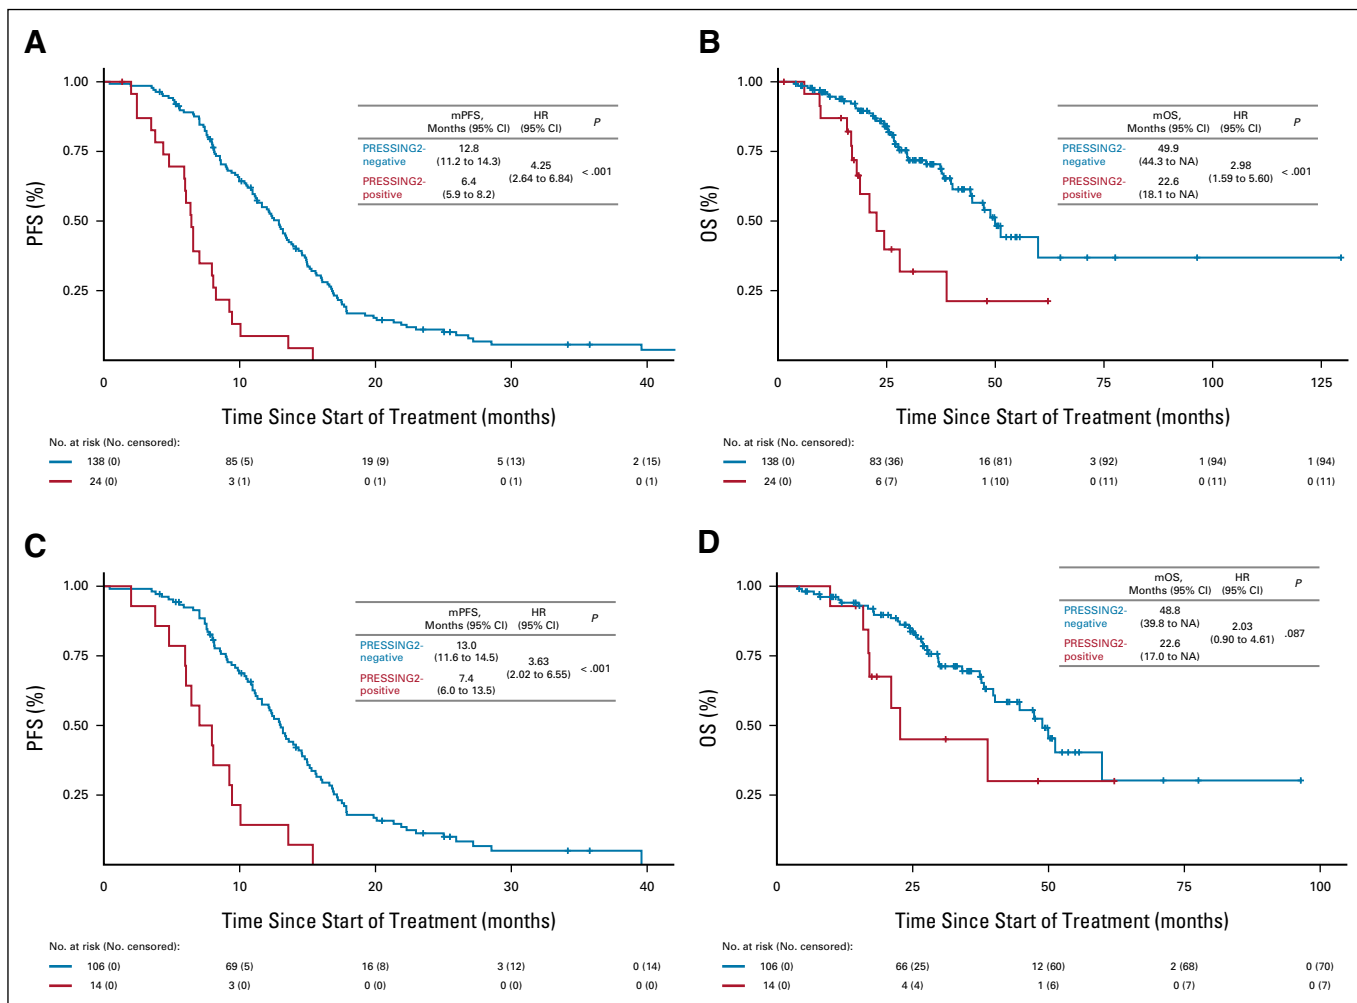 A
PFS (%)
1.00
0.75
0.50
0.25
0 10 20 30 40
Time Since Start of Treatment (months)
mPFS, HR
Months (95% CI) (95% CI) P
PRESSING2- 12.8
negative (11.2 to 14.3) 4.25
(2.64 to 6.84) < .001
PRESSING2- 6.4
positive (5.9 to 8.2)
No. at risk (No. censored):
138 (0) 85 (5) 19 (9) 5 (13) 2 (15)
24 (0) 3 (1) 0 (1) 0 (1) 0 (1)
B
OS (%)
1.00
0.75
0.50
0.25
0 25 50 75 100 125
Time Since Start of Treatment (months)
mOS, HR
Months (95% CI) (95% CI) P
PRESSING2- 49.9
negative (44.3 to NA) 2.98
(1.59 to 5.60) < .001
PRESSING2- 22.6
positive (18.1 to NA)
No. at risk (No. censored):
138 (0) 83 (36) 16 (81) 3 (92) 1 (94) 1 (94)
24 (0) 6 (7) 1 (10) 0 (11) 0 (11) 0 (11)
C
PFS (%)
1.00
0.75
0.50
0.25
0 10 20 30 40
Time Since Start of Treatment (months)
mPFS, HR
Months (95% CI) (95% CI) P
PRESSING2- 13.0
negative (11.6 to 14.5) 3.63
(2.02 to 6.55) < .001
PRESSING2- 7.4
positive (6.0 to 13.5)
No. at risk (No. censored):
106 (0) 69 (5) 16 (8) 3 (12) 0 (14)
14 (0) 3 (0) 0 (0) 0 (0) 0 (0)
D
OS (%)
1.00
0.75
0.50
0.25
0 25 50 75 100
Time Since Start of Treatment (months)
mOS, HR
Months (95% CI) (95% CI) P
PRESSING2- 48.8
negative (39.8 to NA) 2.03
(0.90 to 4.61) .087
PRESSING2- 22.6
positive (17.0 to NA)
No. at risk (No. censored):
106 (0) 66 (25) 12 (60) 2 (68) 0 (70)
14 (0) 4 (4) 1 (6) 0 (7) 0 (7)